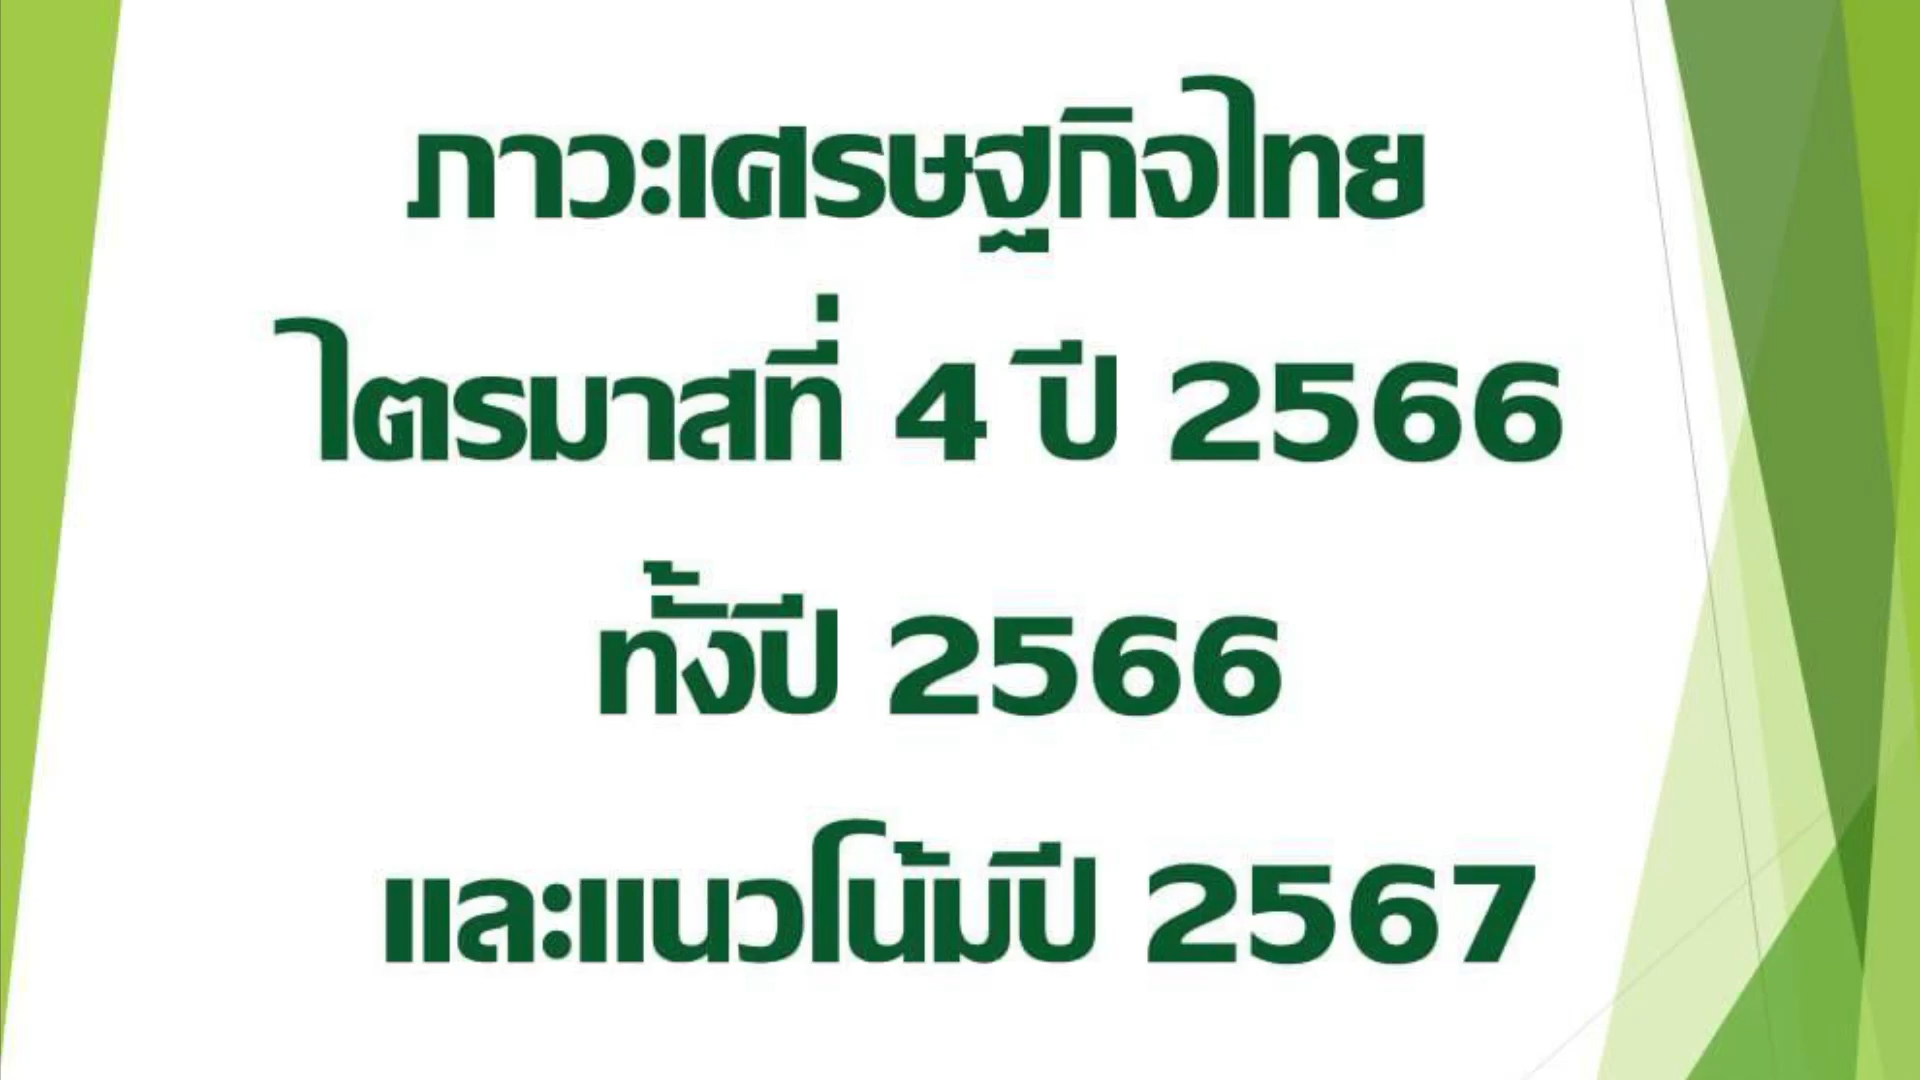 ภาวะเศรษฐกิจไทย
ไตรมาสที่ 4 ปี 2566
ทั้งปี 2566
และแนวโน้มปี 2567